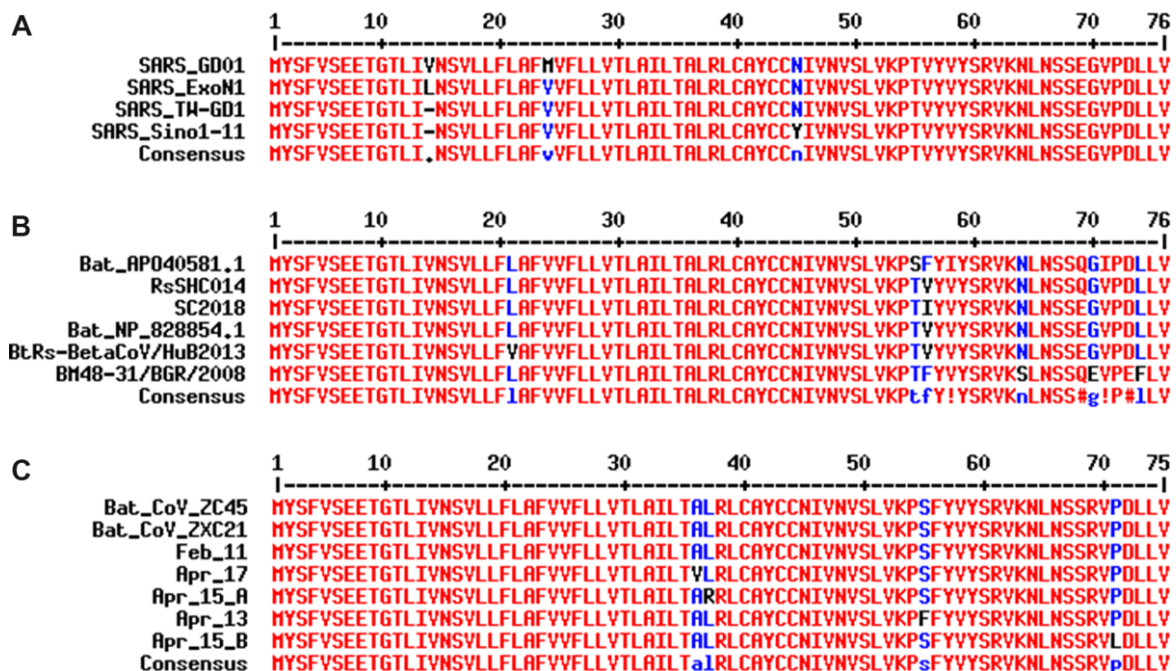 A
1 10 20 30 40 50 60 70 76
|--------+---------+---------+---------+---------+---------+---------+-----|
SARS_GD01 MYSFVSEETGTLIVNSVLLFLAFMVFLLVTLAILTALRLCAYCCNIVNVSLVKPTVYVYSRVKNLNSSEGVPDLLV
SARS_ExoN1 MYSFVSEETGTLILNSVLLFLAFVVFLLVTLAILTALRLCAYCCNIVNVSLVKPTVYVYSRVKNLNSSEGVPDLLV
SARS_TW-GD1 MYSFVSEETGTLI-NSVLLFLAFVVFLLVTLAILTALRLCAYCCNIVNVSLVKPTVYVYSRVKNLNSSEGVPDLLV
SARS_Sino1-11 MYSFVSEETGTLI-NSVLLFLAFVVFLLVTLAILTALRLCAYCCYIVNVSLVKPTVYVYSRVKNLNSSEGVPDLLV
Consensus MYSFVSEETGTLI.NSVLLFLAFvVFLLVTLAILTALRLCAYCCnIVNVSLVKPTVYVYSRVKNLNSSEGVPDLLV
B
1 10 20 30 40 50 60 70 76
|--------+---------+---------+---------+---------+---------+---------+-----|
Bat_APO40581.1 MYSFVSEETGTLIVNSVLLFLAFVVFLLVTLAILTALRLCAYCCNIVNVSLVKPSFYIYSRVKNLNSSQGIPDLLV
RsSHC014 MYSFVSEETGTLIVNSVLLFLAFVVFLLVTLAILTALRLCAYCCNIVNVSLVKPTVYVYSRVKNLNSSQGVPDLLV
SC2018 MYSFVSEETGTLIVNSVLLFLAFVVFLLVTLAILTALRLCAYCCNIVNVSLVKPTIYVYSRVKNLNSSEGVPDLLV
Bat_NP_828854.1 MYSFVSEETGTLIVNSVLLFLAFVVFLLVTLAILTALRLCAYCCNIVNVSLVKPTVYVYSRVKNLNSSEGVPDLLV
BtRs-BetaCoV/HuB2013 MYSFVSEETGTLIVNSVLLFVAFVVFLLVTLAILTALRLCAYCCNIVNVSLVKPTVYVYSRVKNLNSSEGVPDLLV
BM48-31/BGR/2008 MYSFVSEETGTLIVNSVLLFLAFVVFLLVTLAILTALRLCAYCCNIVNVSLVKPTFYVYSRVKSLNSSQEVPEFLV
Consensus MYSFVSEETGTLIVNSVLLFlAFVVFLLVTLAILTALRLCAYCCNIVNVSLVKPtfY!YSRVKnLNSS#g!P#lLV
C
1 10 20 30 40 50 60 70 75
|--------+---------+---------+---------+---------+---------+---------+----|
Bat_CoV_ZC45 MYSFVSEETGTLIVNSVLLFLAFVVFLLVTLAILTALRLCAYCCNIVNVSLVKPSFYVYSRVKNLNSSRVPDLLV
Bat_CoV_ZXC21 MYSFVSEETGTLIVNSVLLFLAFVVFLLVTLAILTALRLCAYCCNIVNVSLVKPSFYVYSRVKNLNSSRVPDLLV
Feb_11 MYSFVSEETGTLIVNSVLLFLAFVVFLLVTLAILTALRLCAYCCNIVNVSLVKPSFYVYSRVKNLNSSRVPDLLV
Apr_17 MYSFVSEETGTLIVNSVLLFLAFVVFLLVTLAILTVLRLCAYCCNIVNVSLVKPSFYVYSRVKNLNSSRVPDLLV
Apr_15_A MYSFVSEETGTLIVNSVLLFLAFVVFLLVTLAILTARRLCAYCCNIVNVSLVKPSFYVYSRVKNLNSSRVPDLLV
Apr_13 MYSFVSEETGTLIVNSVLLFLAFVVFLLVTLAILTALRLCAYCCNIVNVSLVKPFFYVYSRVKNLNSSRVPDLLV
Apr_15_B MYSFVSEETGTLIVNSVLLFLAFVVFLLVTLAILTALRLCAYCCNIVNVSLVKPSFYVYSRVKNLNSSRVLDLLV
Consensus MYSFVSEETGTLIVNSVLLFLAFVVFLLVTLAILTalRLCAYCCNIVNVSLVKPsFYVYSRVKNLNSSRVpDLLV